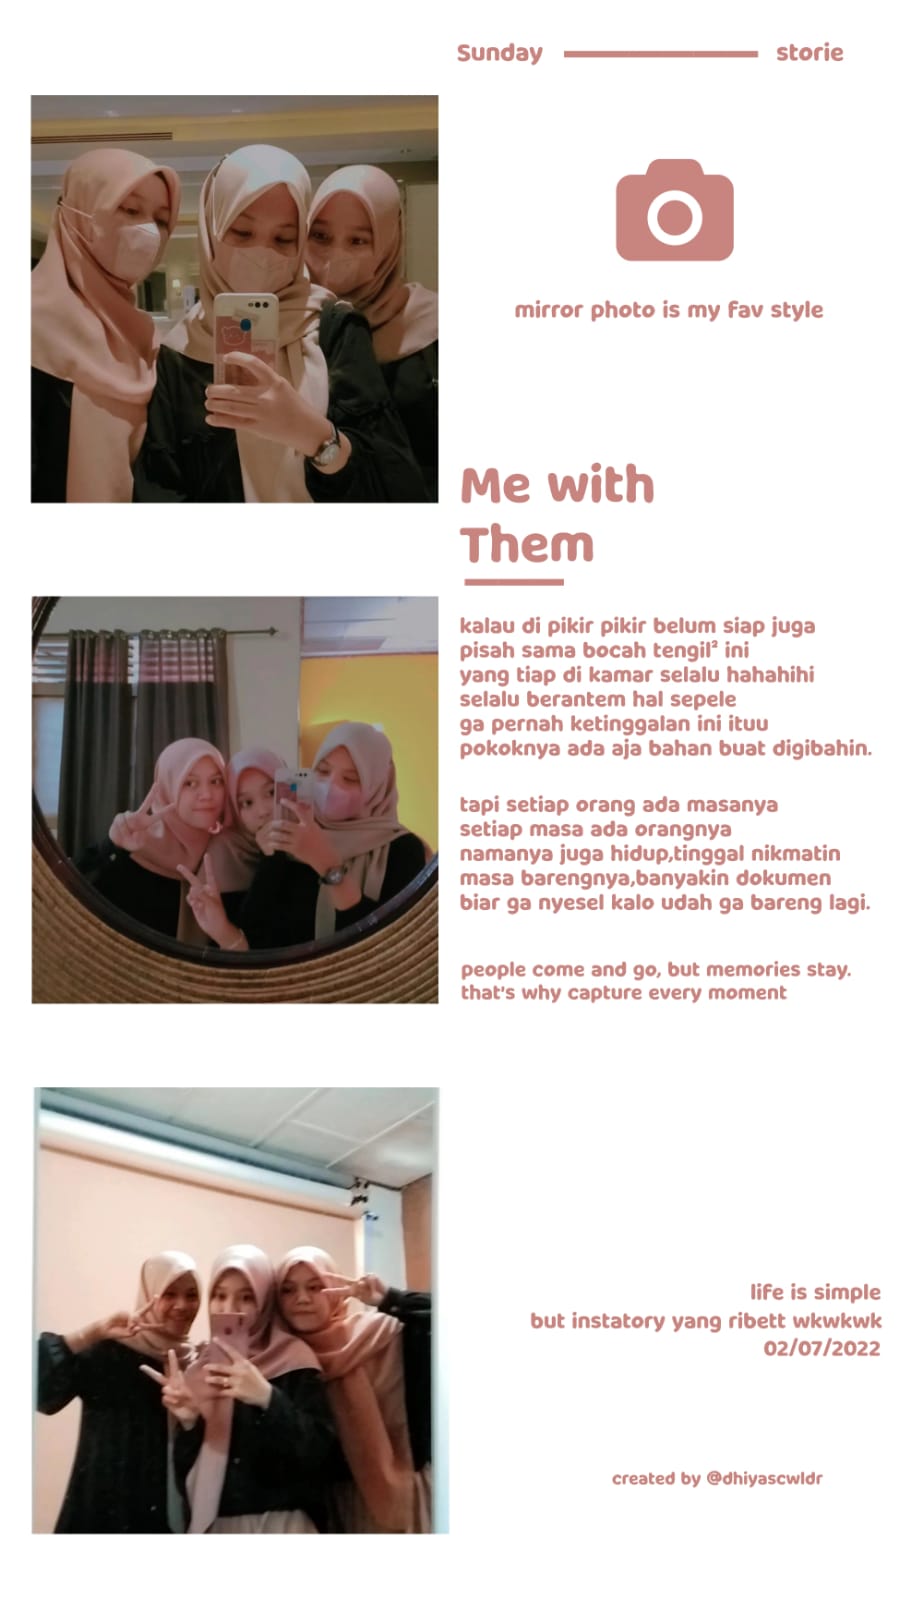 Sunday storie
mirror photo is my fav style
Me with
Them
kalau di pikir pikir belum siap juga
pisah sama bocah tengil² ini
yang tiap di kamar selalu hahahihi
selalu berantem hal sepele
ga pernah ketinggalan ini ituu
pokoknya ada aja bahan buat digibahin.
tapi setiap orang ada masanya
setiap masa ada orangnya
namanya juga hidup,tinggal nikmatin
masa barengnya,banyakin dokumen
biar ga nyesel kalo udah ga bareng lagi.
people come and go, but memories stay.
that's why capture every moment
life is simple
but instatory yang ribett wkwkwk
02/07/2022
created by @dhiyascwldr